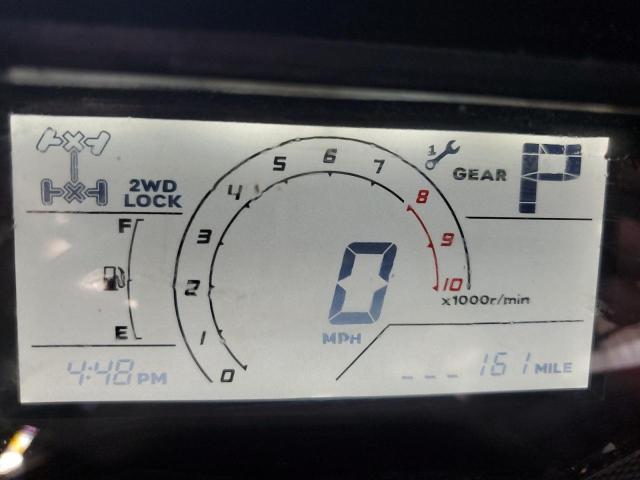 2WD
LOCK
F
E
4:48 PM
0
1
2
3
4
5
6
7
8
9
10
x1000r/min
1
GEAR P
0
MPH
_ _ _ 161 MILE